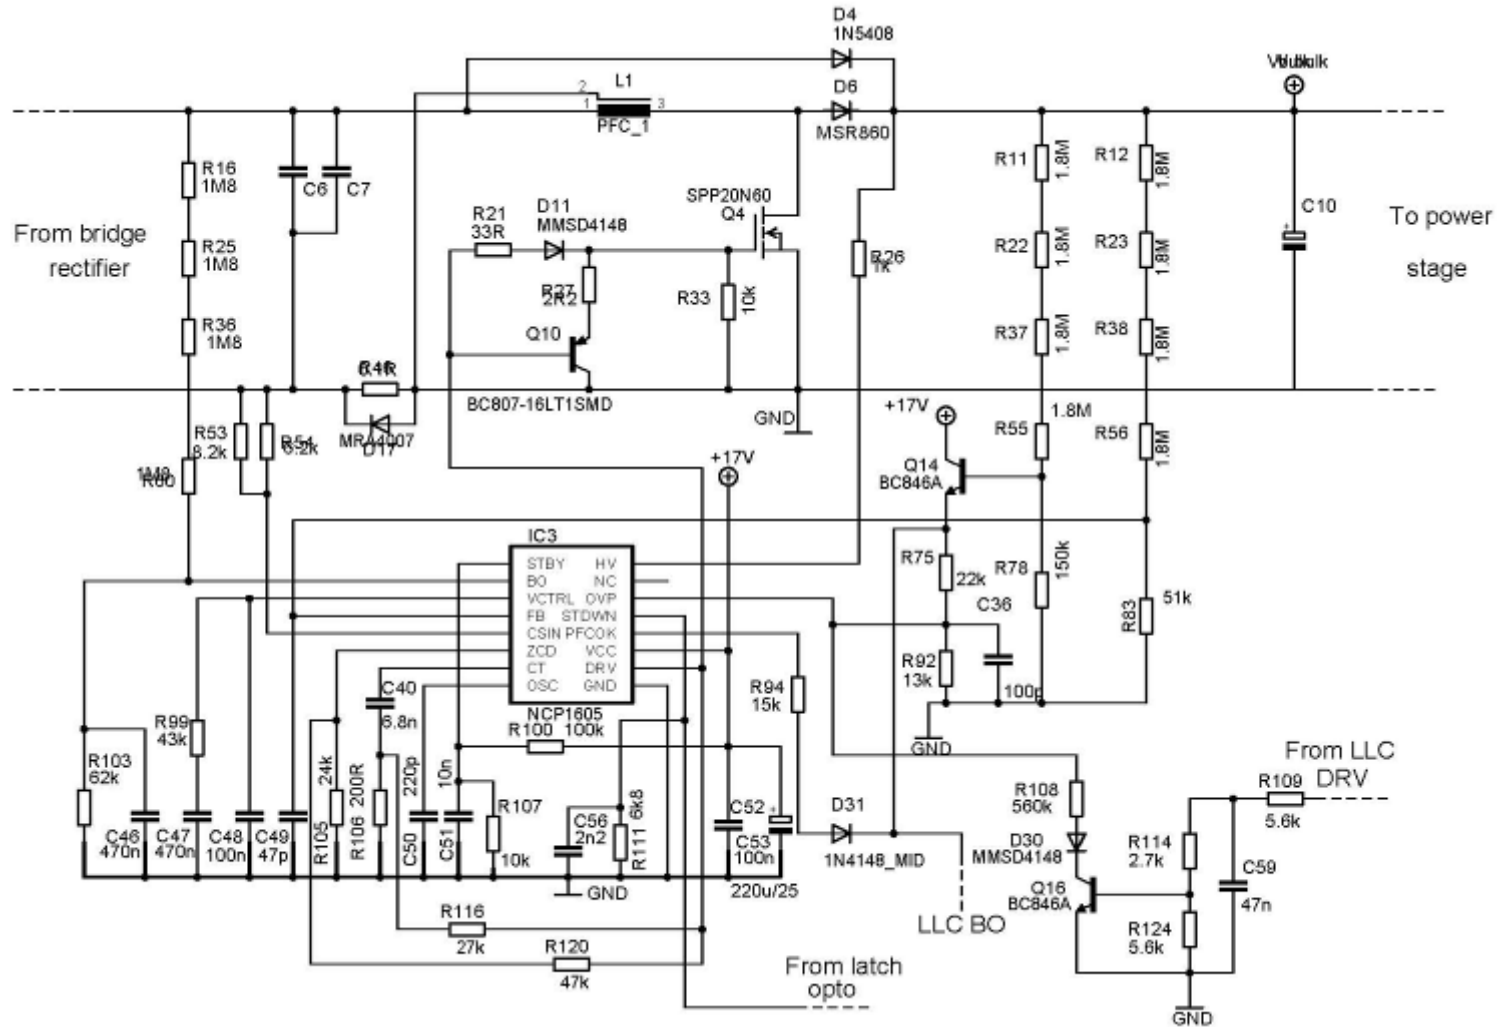 D4
1N5408
L1
2
1
3
PFC_1
D6
MSR860
R16
1M8
C6
C7
R25
1M8
R36
1M8
From bridge
rectifier
R21
33R
D11
MMSD4148
SPP20N60
Q4
2R2
R33
10k
Q10
BC807-16LT1SMD
GND
R26
1k
R11
1.8M
R12
1.8M
R22
1.8M
R23
1.8M
R37
1.8M
R38
1.8M
C10
+
To power
stage
R53
8.2k
R54
6.2k
MRA4007
D17
1M8
R60
+17V
+17V
Q14
BC846A
1.8M
R55
R56
1.8M
IC3
STBY HV
BO NC
VCTRL OVP
FB STDWN
CSIN PFCOK
ZCD VCC
CT DRV
OSC GND
NCP1605
R75
22k
R78
150k
C36
100p
R92
13k
R83
51k
GND
R94
15k
C40
6.8n
R99
43k
R100 100k
R103
62k
C46
470n
C47
470n
C48
100n
C49
47p
R105
24k
R106 200R
C50
220p
C51
10n
R107
10k
C56
2n2
R111 6k8
C52
+
C53
100n
220u/25
GND
D31
1N4148_MID
LLC BO
R108
560k
D30
MMSD4148
Q16
BC846A
R114
2.7k
R124
5.6k
From LLC
DRV
R109
5.6k
C59
47n
GND
R116
27k
R120
47k
From latch
opto